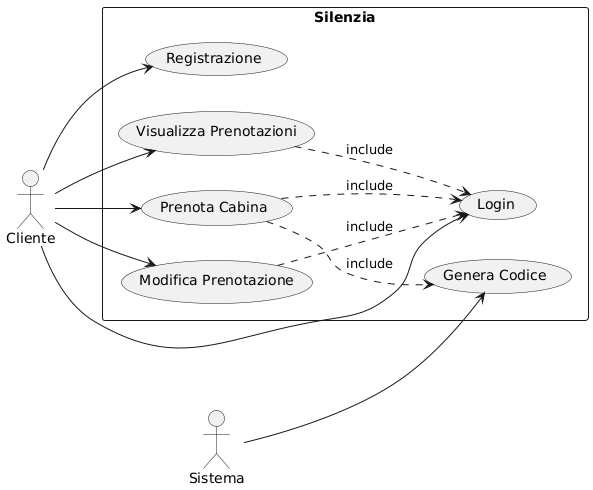 Silenzia
Registrazione
Visualizza Prenotazioni
include
include
Prenota Cabina
Login
Cliente
include
include
Modifica Prenotazione
Genera Codice
Sistema